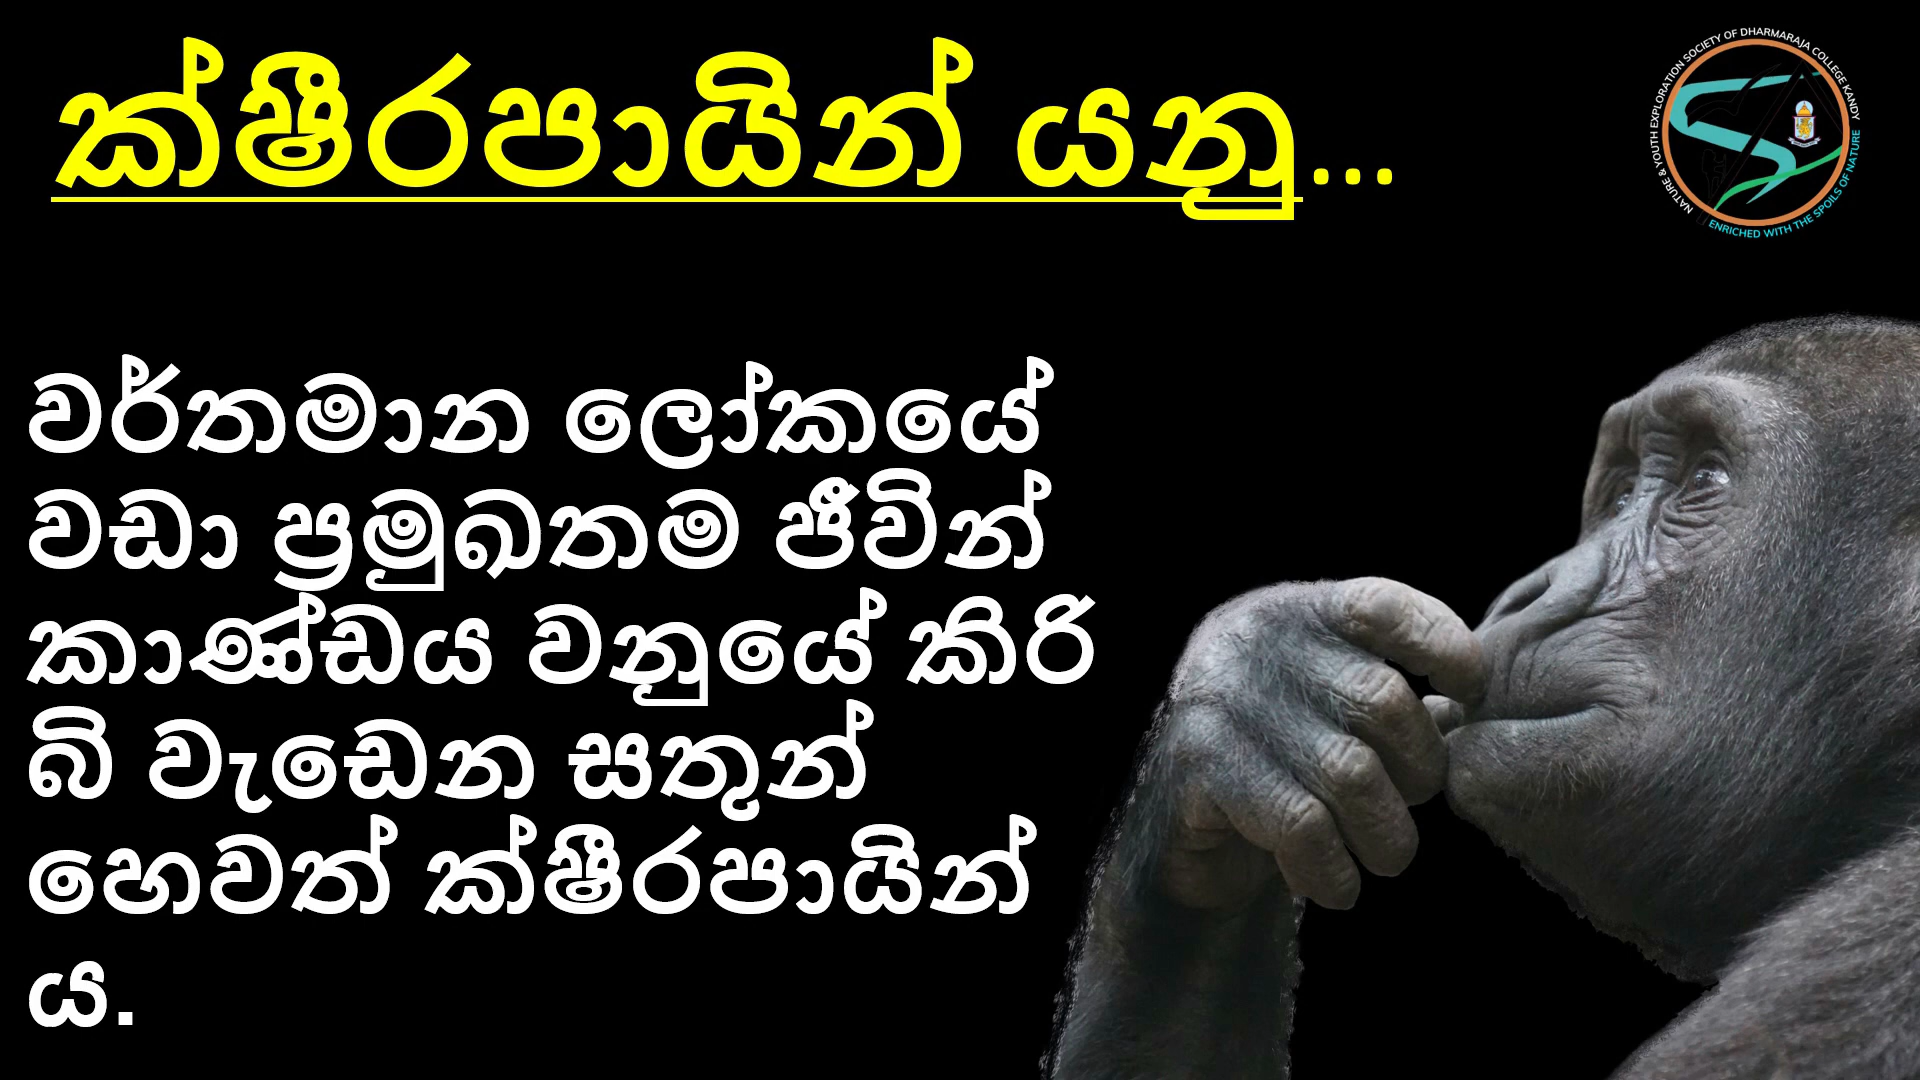 ක්ෂීරපායින් යනු...
NATURE & YOUTH EXPLORATION SOCIETY OF DHARMARAJA COLLEGE KANDY
ENRICHED WITH THE SPOILS OF NATURE
වර්තමාන ලෝකයේ
වඩා ප්‍රමුඛතම ජීවින්
කාණ්ඩය වනුයේ කිරි
බි වැඩෙන සතුන්
හෙවත් ක්ෂීරපායින්
ය.